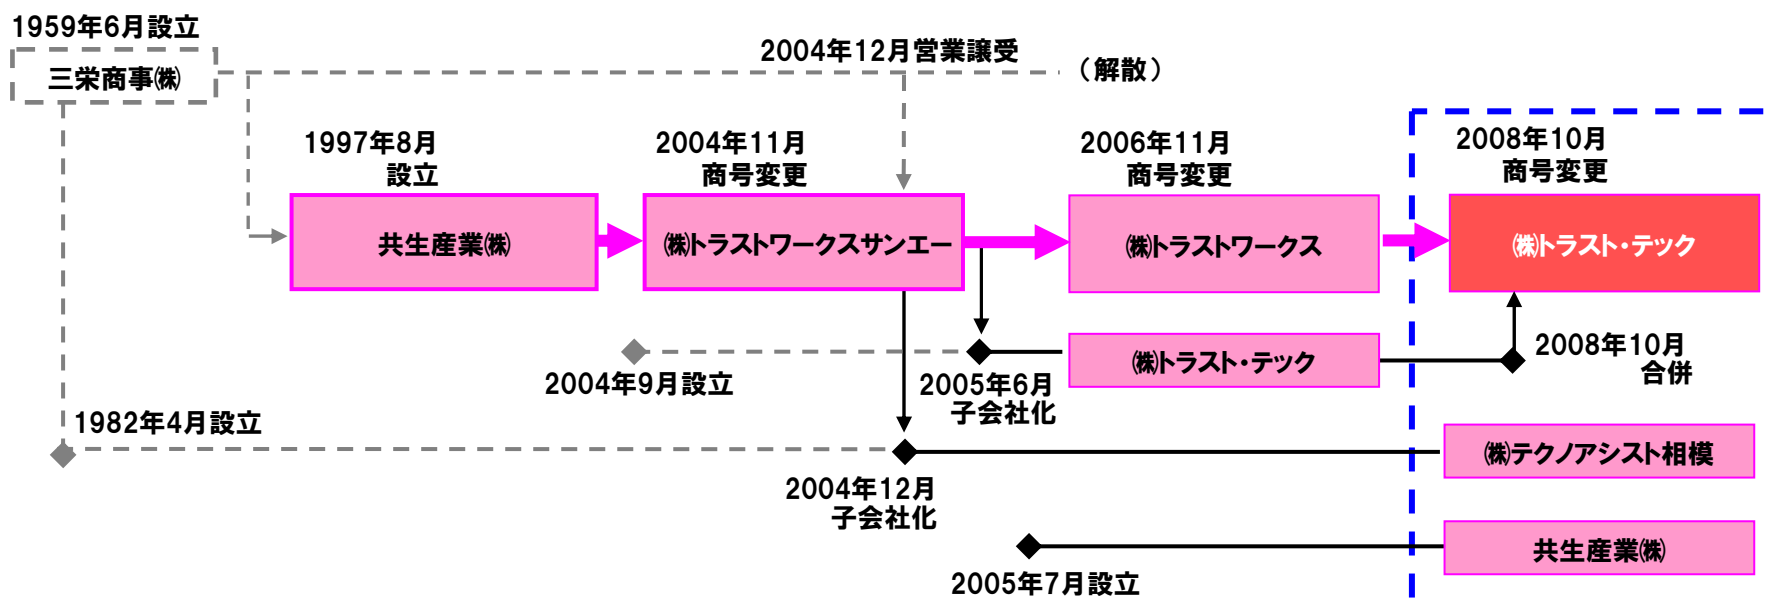 1959年6月設立
三栄商事㈱
2004年12月営業譲受
（解散）
1997年8月
設立
2004年11月
商号変更
2006年11月
商号変更
2008年10月
商号変更
共生産業㈱
㈱トラストワークスサンエー
㈱トラストワークス
㈱トラスト・テック
2004年9月設立
2005年6月
子会社化
㈱トラスト・テック
2008年10月
合併
1982年4月設立
2004年12月
子会社化
㈱テクノアシスト相模
2005年7月設立
共生産業㈱